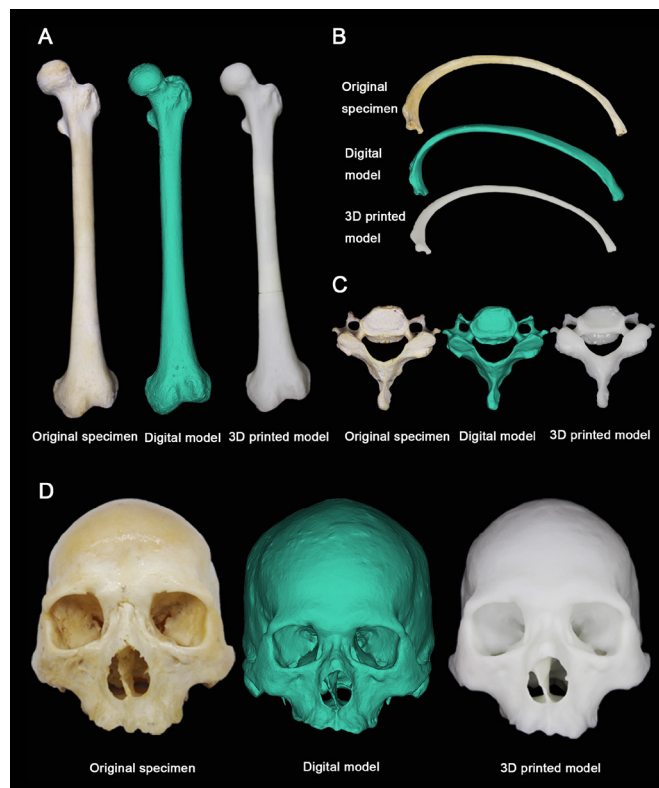 A
Original specimen
Digital model
3D printed model
B
Original
specimen
Digital
model
3D printed
model
C
Original specimen
Digital model
3D printed model
D
Original specimen
Digital model
3D printed model